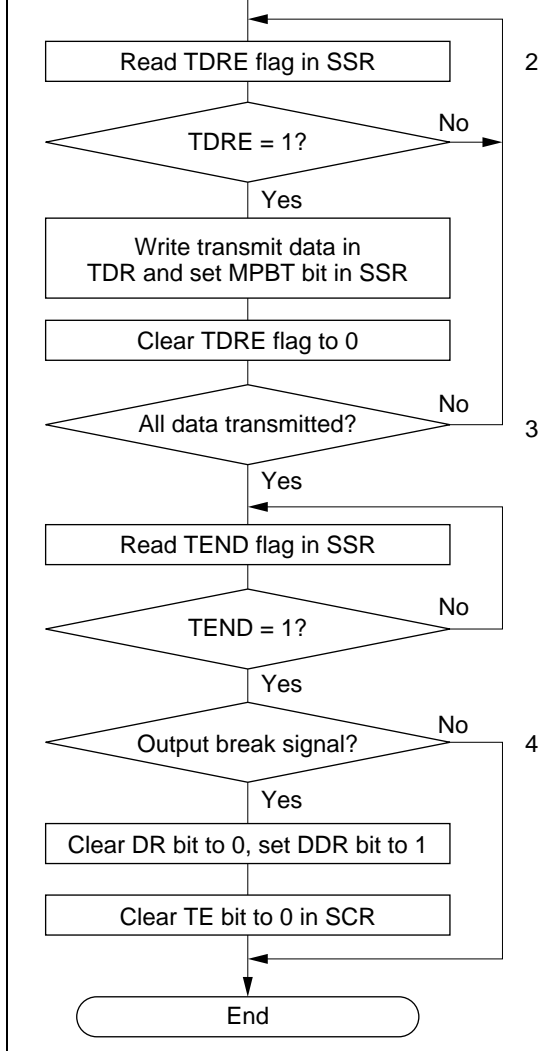 Read TDRE flag in SSR
2
TDRE = 1?
No
Yes
Write transmit data in
TDR and set MPBT bit in SSR
Clear TDRE flag to 0
All data transmitted?
No
3
Yes
Read TEND flag in SSR
TEND = 1?
No
Yes
Output break signal?
No
4
Yes
Clear DR bit to 0, set DDR bit to 1
Clear TE bit to 0 in SCR
End